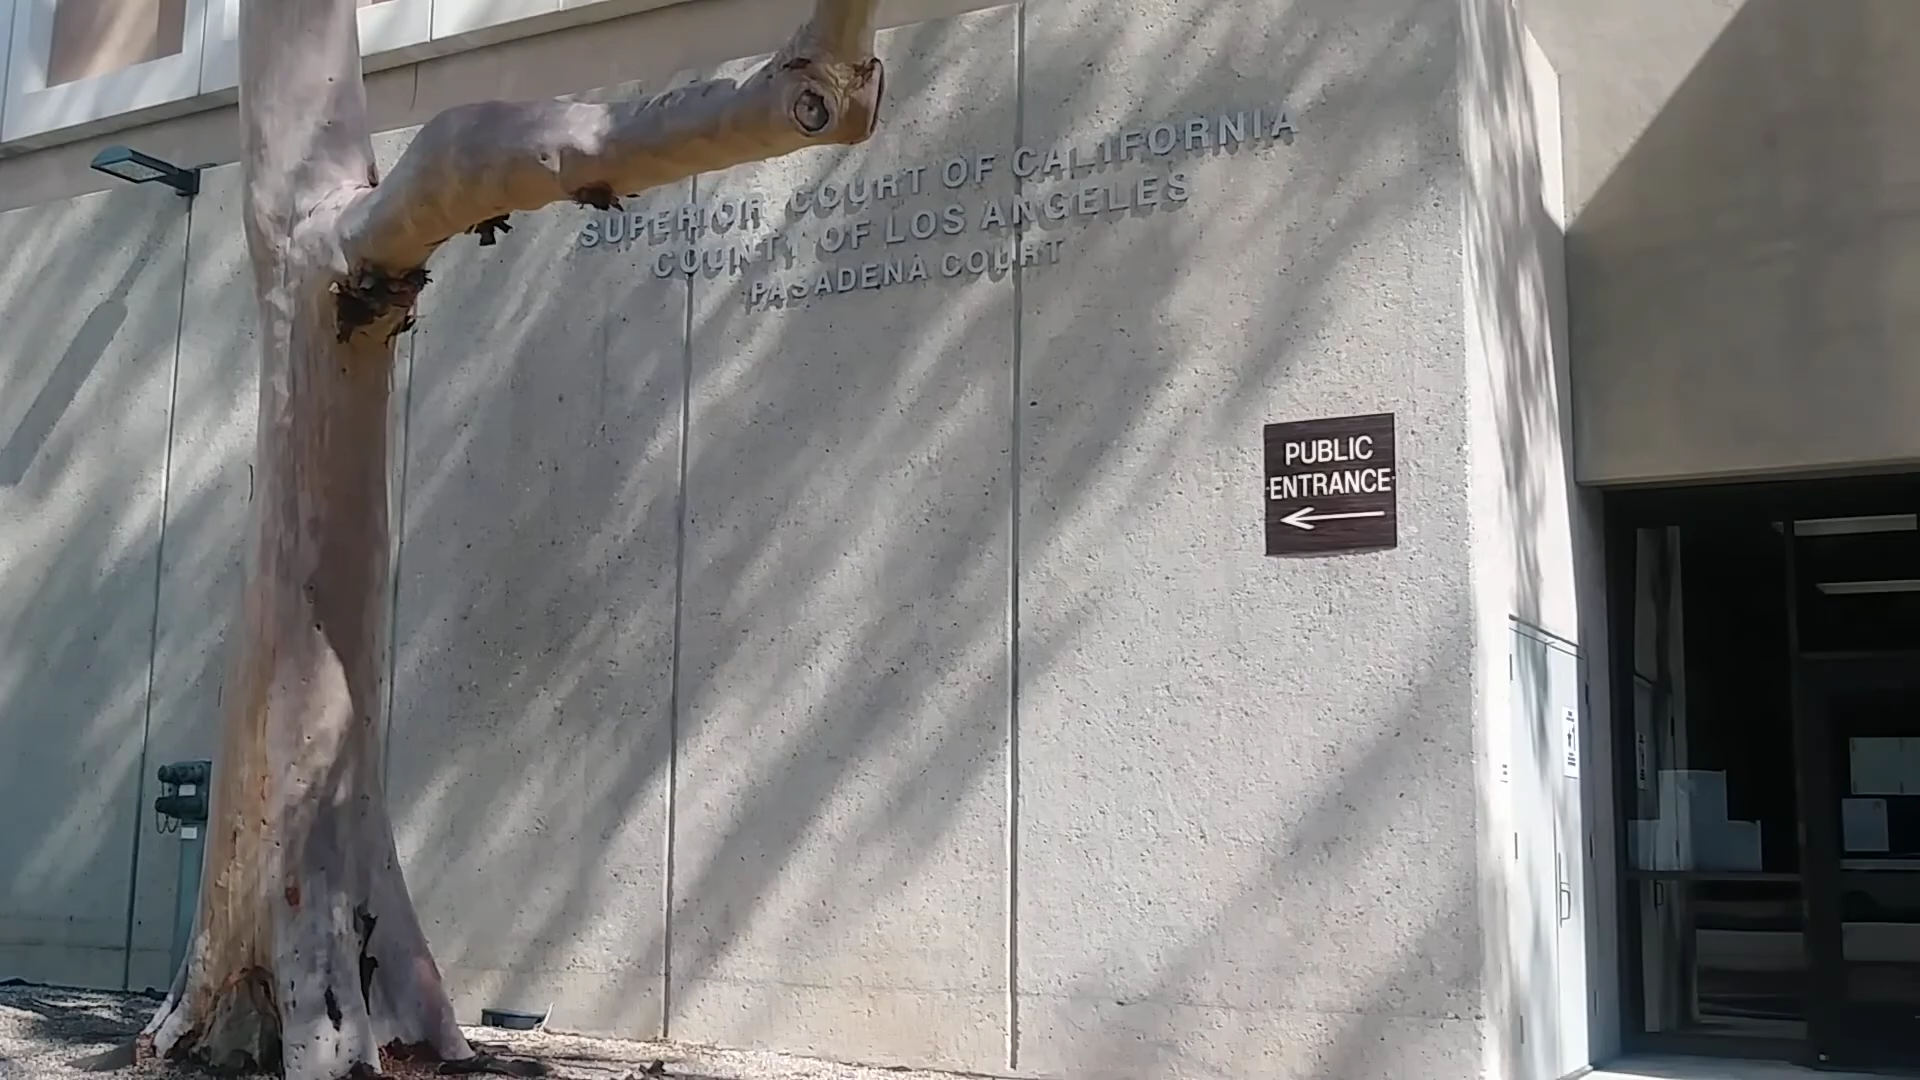 SUPERIOR COURT OF CALIFORNIA
COUNTY OF LOS ANGELES
PASADENA COURT
PUBLIC
ENTRANCE